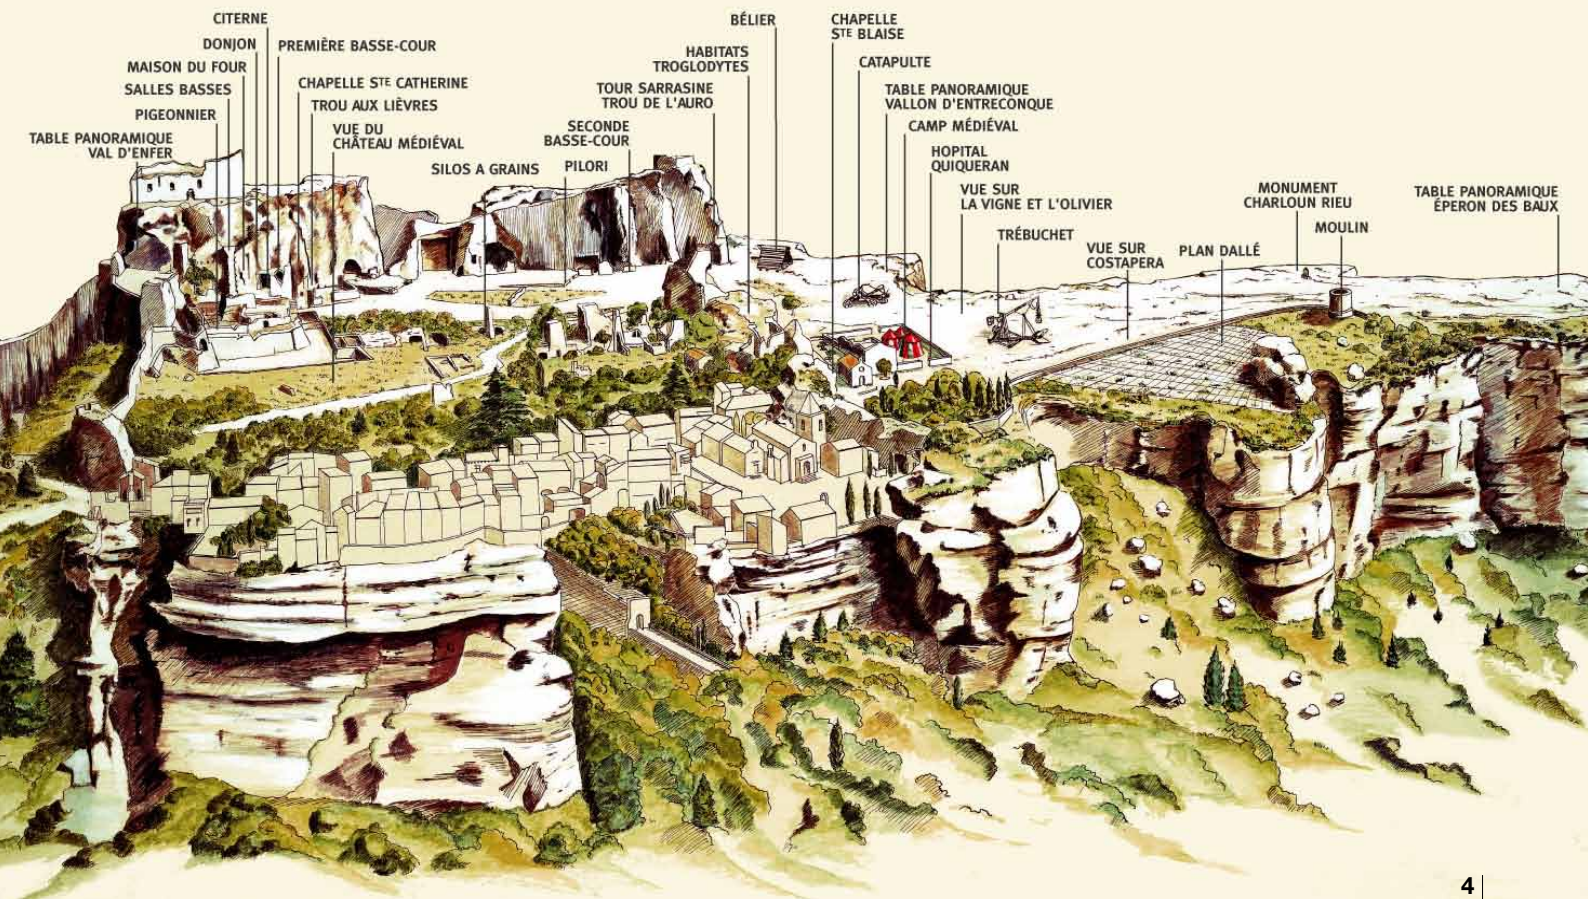 CITERNE
DONJON
PREMIÈRE BASSE-COUR
MAISON DU FOUR
SALLES BASSES
CHAPELLE STE CATHERINE
PIGEONNIER
TROU AUX LIÈVRES
TABLE PANORAMIQUE
VAL D'ENFER
VUE DU
CHÂTEAU MÉDIÉVAL
SILOS A GRAINS
PILORI
SECONDE
BASSE-COUR
TOUR SARRASINE
TROU DE L'AURO
HABITATS
TROGLODYTES
BÉLIER
CHAPELLE
STE BLAISE
CATAPULTE
TABLE PANORAMIQUE
VALLON D'ENTRECONQUE
CAMP MÉDIÉVAL
HOPITAL
QUIQUERAN
VUE SUR
LA VIGNE ET L'OLIVIER
TRÉBUCHET
VUE SUR
COSTAPERA
PLAN DALLÉ
MONUMENT
CHARLOUN RIEU
MOULIN
TABLE PANORAMIQUE
ÉPERON DES BAUX
4